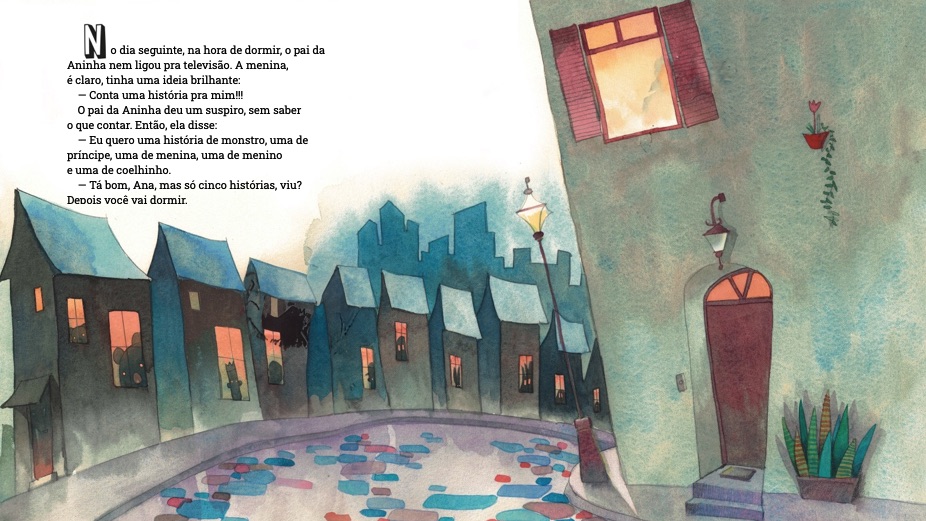 No dia seguinte, na hora de dormir, o pai da
Aninha nem ligou pra televisão. A menina,
é claro, tinha uma ideia brilhante:
— Conta uma história pra mim!!!
O pai da Aninha deu um suspiro, sem saber
o que contar. Então, ela disse:
— Eu quero uma história de monstro, uma de
príncipe, uma de menina, uma de menino
e uma de coelhinho.
— Tá bom, Ana, mas só cinco histórias, viu?
Depois você vai dormir.